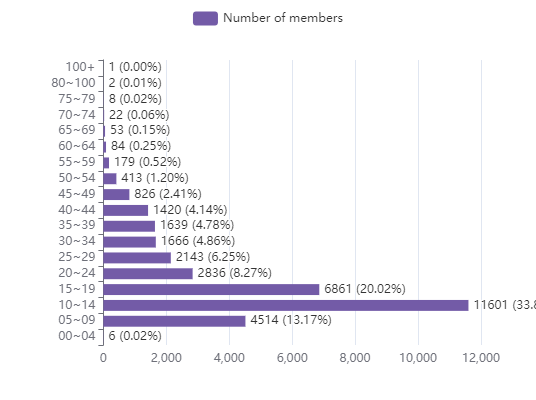 Number of members
100+ 1 (0.00%)
80~100 2 (0.01%)
75~79 8 (0.02%)
70~74 22 (0.06%)
65~69 53 (0.15%)
60~64 84 (0.25%)
55~59 179 (0.52%)
50~54 413 (1.20%)
45~49 826 (2.41%)
40~44 1420 (4.14%)
35~39 1639 (4.78%)
30~34 1666 (4.86%)
25~29 2143 (6.25%)
20~24 2836 (8.27%)
15~19 6861 (20.02%)
10~14 11601 (33.8
05~09 4514 (13.17%)
00~04 6 (0.02%)
0 2,000 4,000 6,000 8,000 10,000 12,000